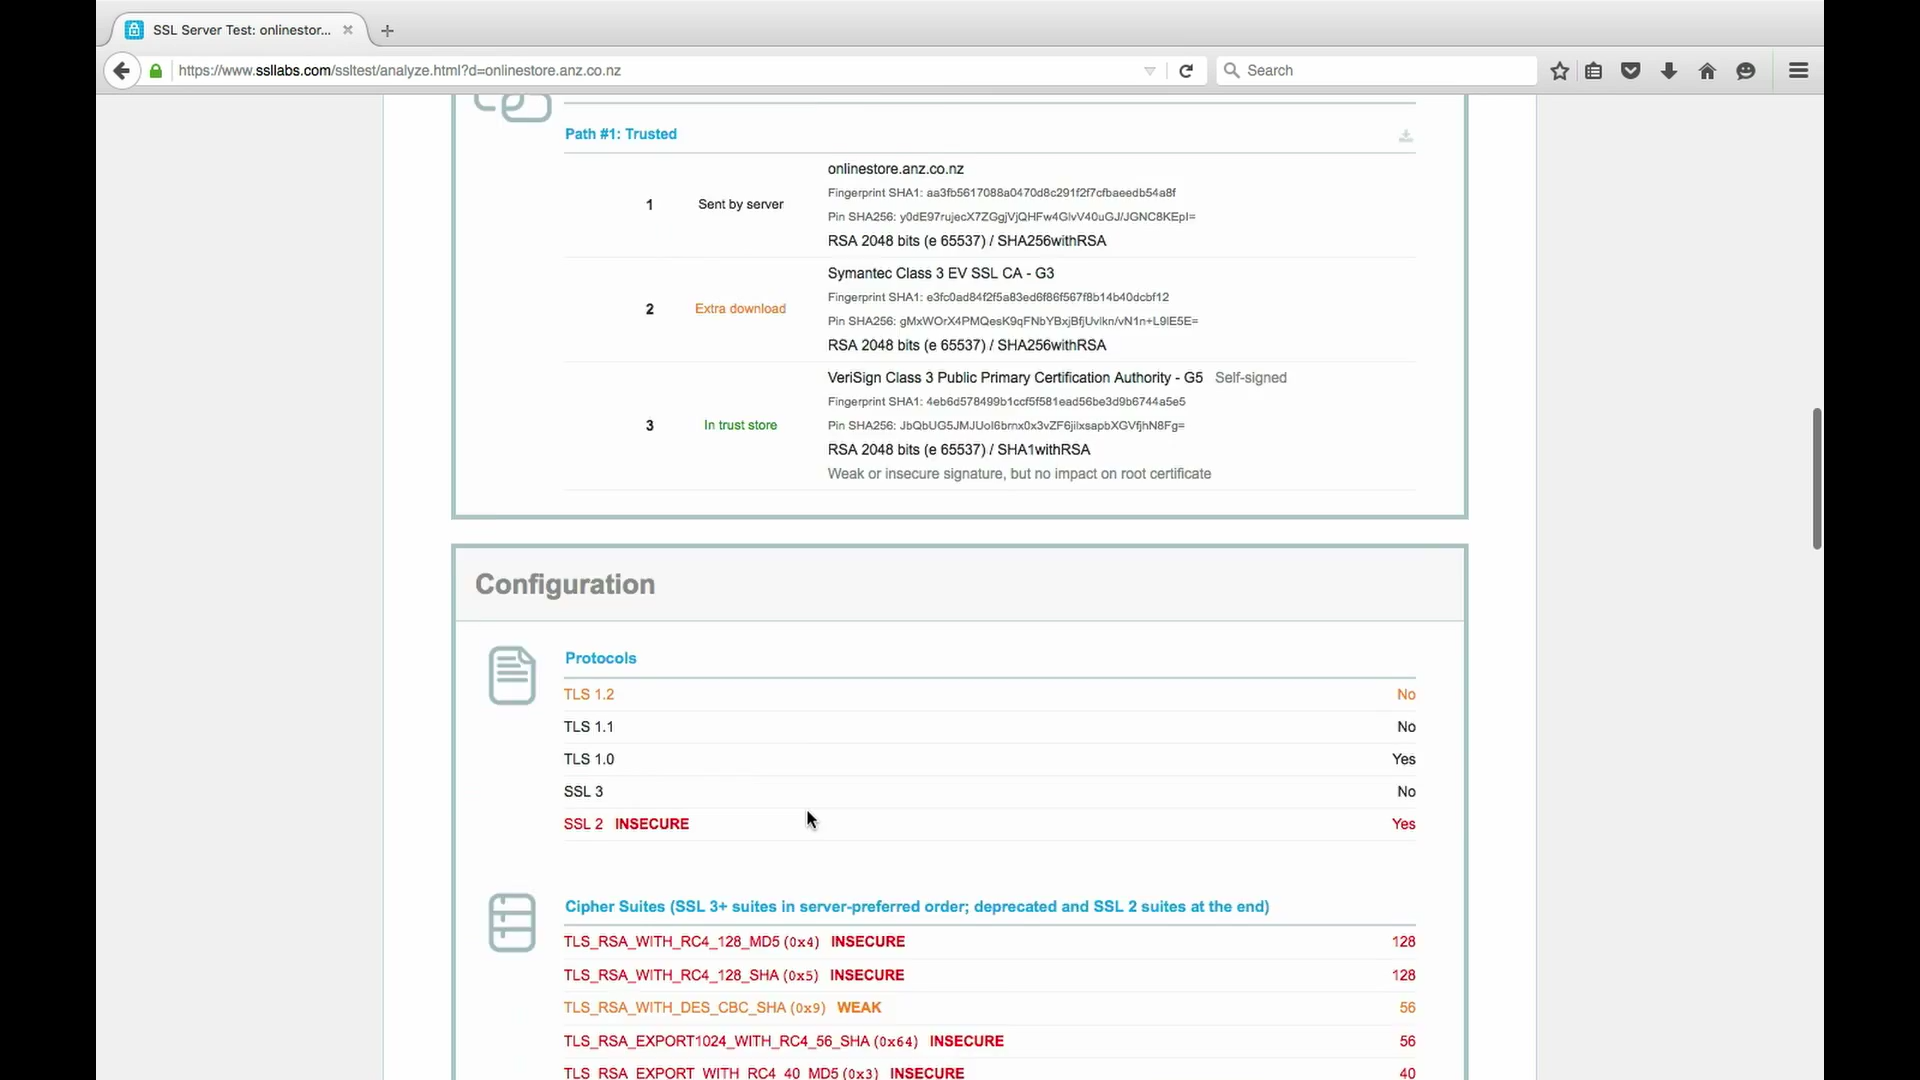 SSL Server Test: onlinestor...
https://www.ssllabs.com/ssltest/analyze.html?d=onlinestore.anz.co.nz
Search
Path #1: Trusted
onlinestore.anz.co.nz
Fingerprint SHA1: aa3fb5617088a0470d8c291f2f7cfbaeedb54a8f
1 Sent by server
Pin SHA256: y0dE97rujecX7ZGgjVjQHFw4GlvV40uGJ/JGNC8KEpI=
RSA 2048 bits (e 65537) / SHA256withRSA
Symantec Class 3 EV SSL CA - G3
Fingerprint SHA1: e3fc0ad84f2f5a83ed6f86f567f8b14b40dcbf12
2 Extra download
Pin SHA256: gMxWOrX4PMQesK9qFNbYBxjBfjUvlkn/vN1n+L9lE5E=
RSA 2048 bits (e 65537) / SHA256withRSA
VeriSign Class 3 Public Primary Certification Authority - G5 Self-signed
Fingerprint SHA1: 4eb6d578499b1ccf5f581ead56be3d9b6744a5e5
3 In trust store
Pin SHA256: JbQbUG5JMJUoI6brnx0x3vZF6jilxsapbXGVfjhN8Fg=
RSA 2048 bits (e 65537) / SHA1withRSA
Weak or insecure signature, but no impact on root certificate
Configuration
Protocols
TLS 1.2 No
TLS 1.1 No
TLS 1.0 Yes
SSL 3 No
SSL 2 INSECURE Yes
Cipher Suites (SSL 3+ suites in server-preferred order; deprecated and SSL 2 suites at the end)
TLS_RSA_WITH_RC4_128_MD5 (0x4) INSECURE 128
TLS_RSA_WITH_RC4_128_SHA (0x5) INSECURE 128
TLS_RSA_WITH_DES_CBC_SHA (0x9) WEAK 56
TLS_RSA_EXPORT1024_WITH_RC4_56_SHA (0x64) INSECURE 56
TLS_RSA_EXPORT_WITH_RC4_40_MD5 (0x3) INSECURE 40